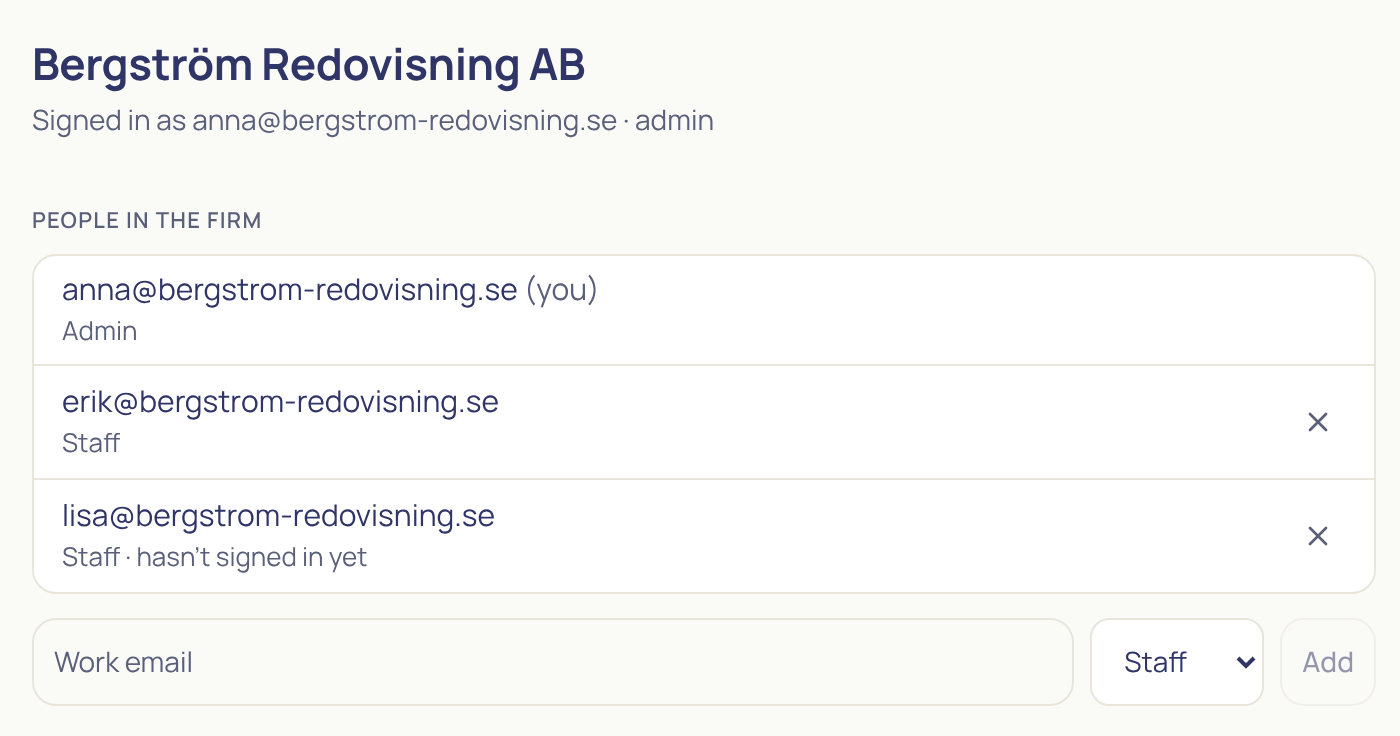 Bergström Redovisning AB
Signed in as anna@bergstrom-redovisning.se · admin
PEOPLE IN THE FIRM
anna@bergstrom-redovisning.se (you)
Admin
erik@bergstrom-redovisning.se
Staff
lisa@bergstrom-redovisning.se
Staff · hasn't signed in yet
Work email
Staff
Add